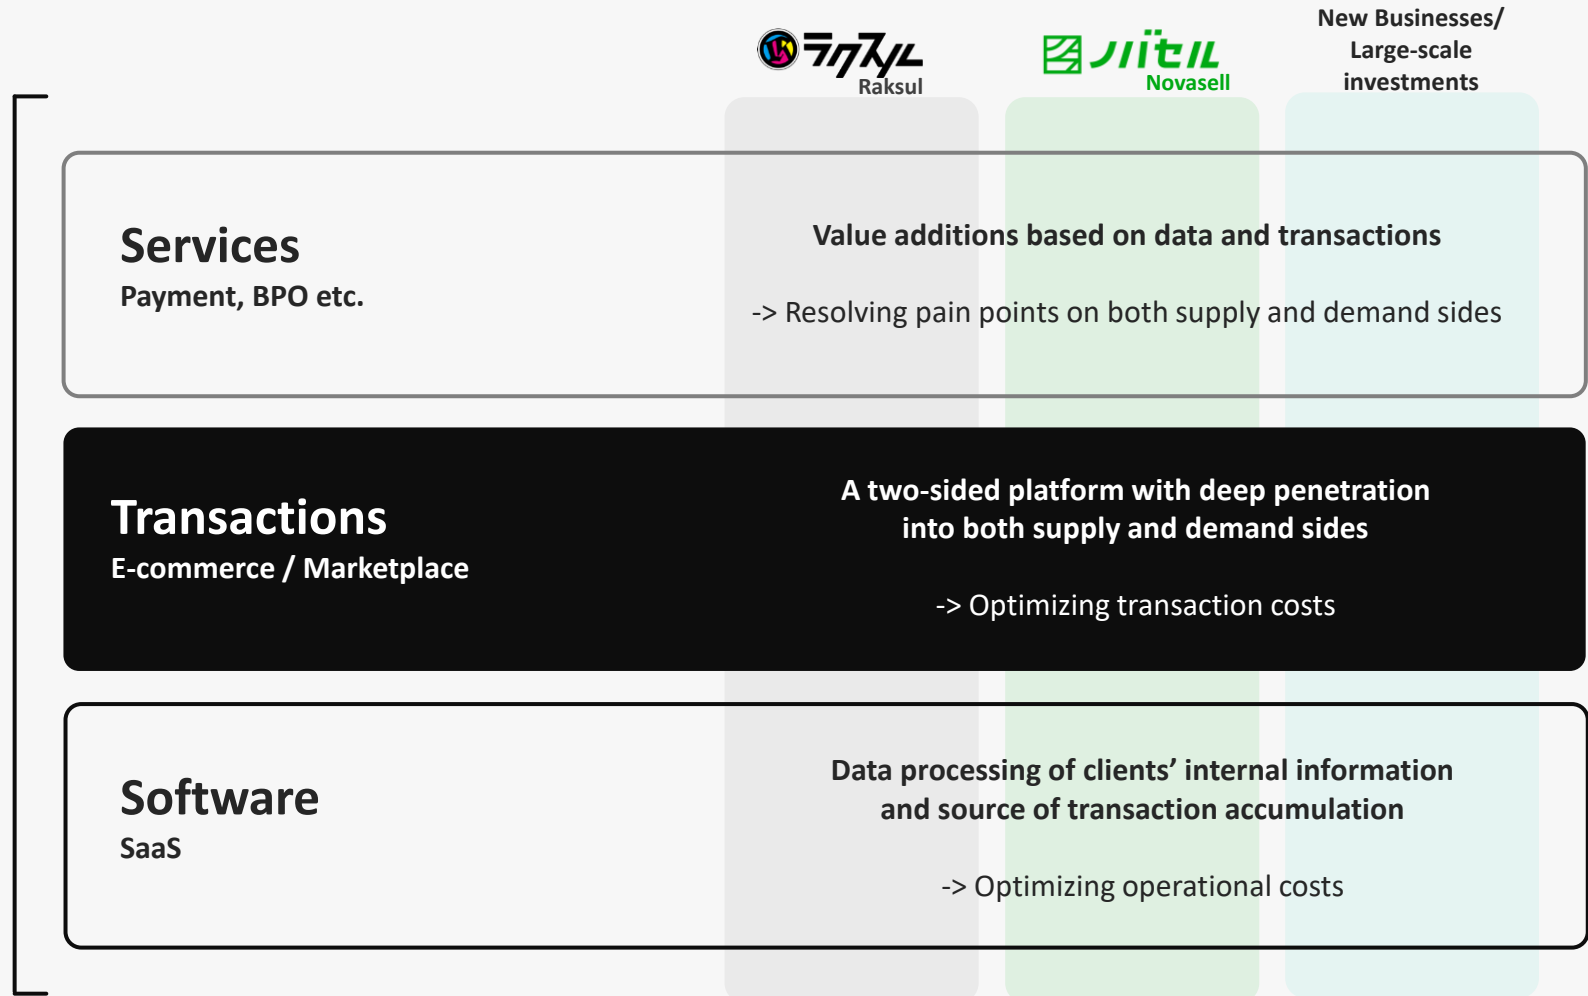 ラクスル
Raksul
ノバセル
Novasell
New Businesses/
Large-scale
investments
Services
Payment, BPO etc.
Value additions based on data and transactions
-> Resolving pain points on both supply and demand sides
Transactions
E-commerce / Marketplace
A two-sided platform with deep penetration
into both supply and demand sides
-> Optimizing transaction costs
Software
SaaS
Data processing of clients’ internal information
and source of transaction accumulation
-> Optimizing operational costs